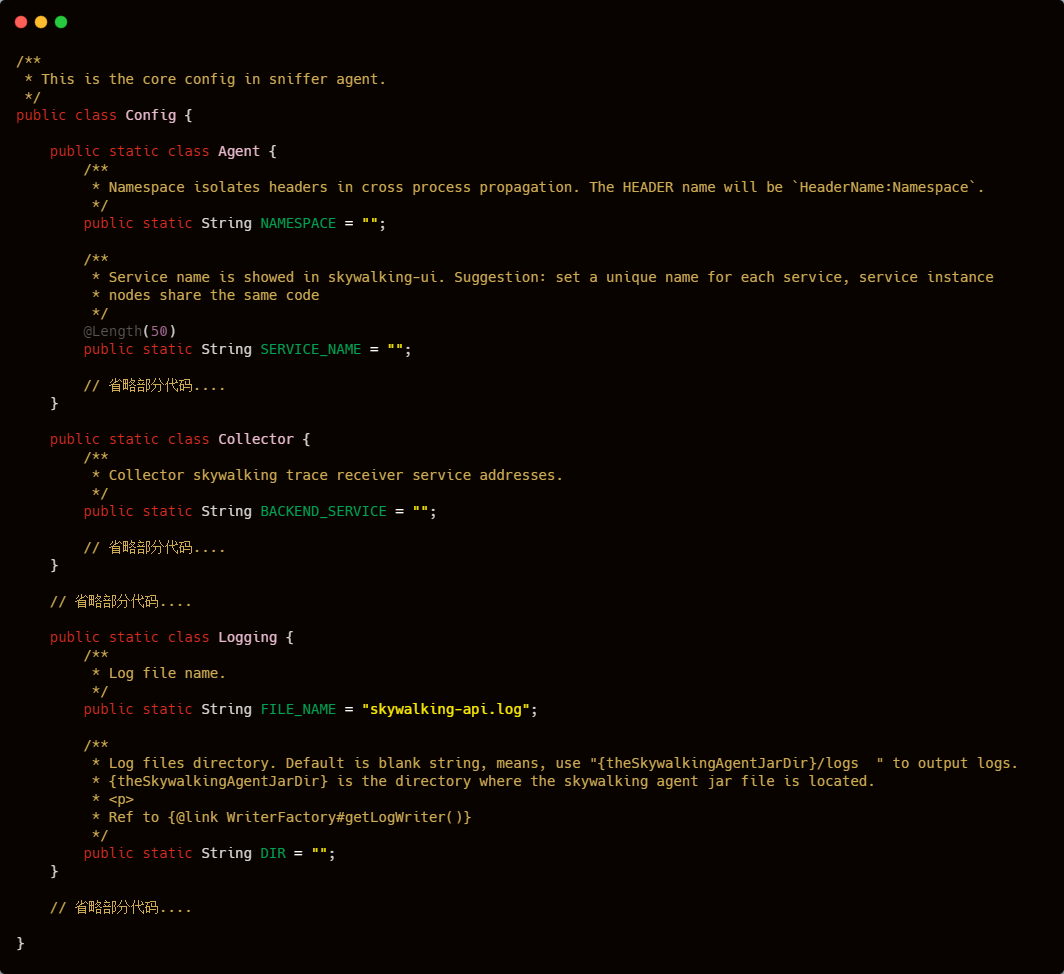 /**
 * This is the core config in sniffer agent.
 */
public class Config {

    public static class Agent {
        /**
         * Namespace isolates headers in cross process propagation. The HEADER name will be `HeaderName:Namespace`.
         */
        public static String NAMESPACE = "";

        /**
         * Service name is showed in skywalking-ui. Suggestion: set a unique name for each service, service instance
         * nodes share the same code
         */
        @Length(50)
        public static String SERVICE_NAME = "";

        // 省略部分代码....
    }

    public static class Collector {
        /**
         * Collector skywalking trace receiver service addresses.
         */
        public static String BACKEND_SERVICE = "";

        // 省略部分代码....
    }

    // 省略部分代码....

    public static class Logging {
        /**
         * Log file name.
         */
        public static String FILE_NAME = "skywalking-api.log";

        /**
         * Log files directory. Default is blank string, means, use "{theSkywalkingAgentJarDir}/logs  " to output logs.
         * {theSkywalkingAgentJarDir} is the directory where the skywalking agent jar file is located.
         * <p>
         * Ref to {@link WriterFactory#getLogWriter()}
         */
        public static String DIR = "";
    }

    // 省略部分代码....

}